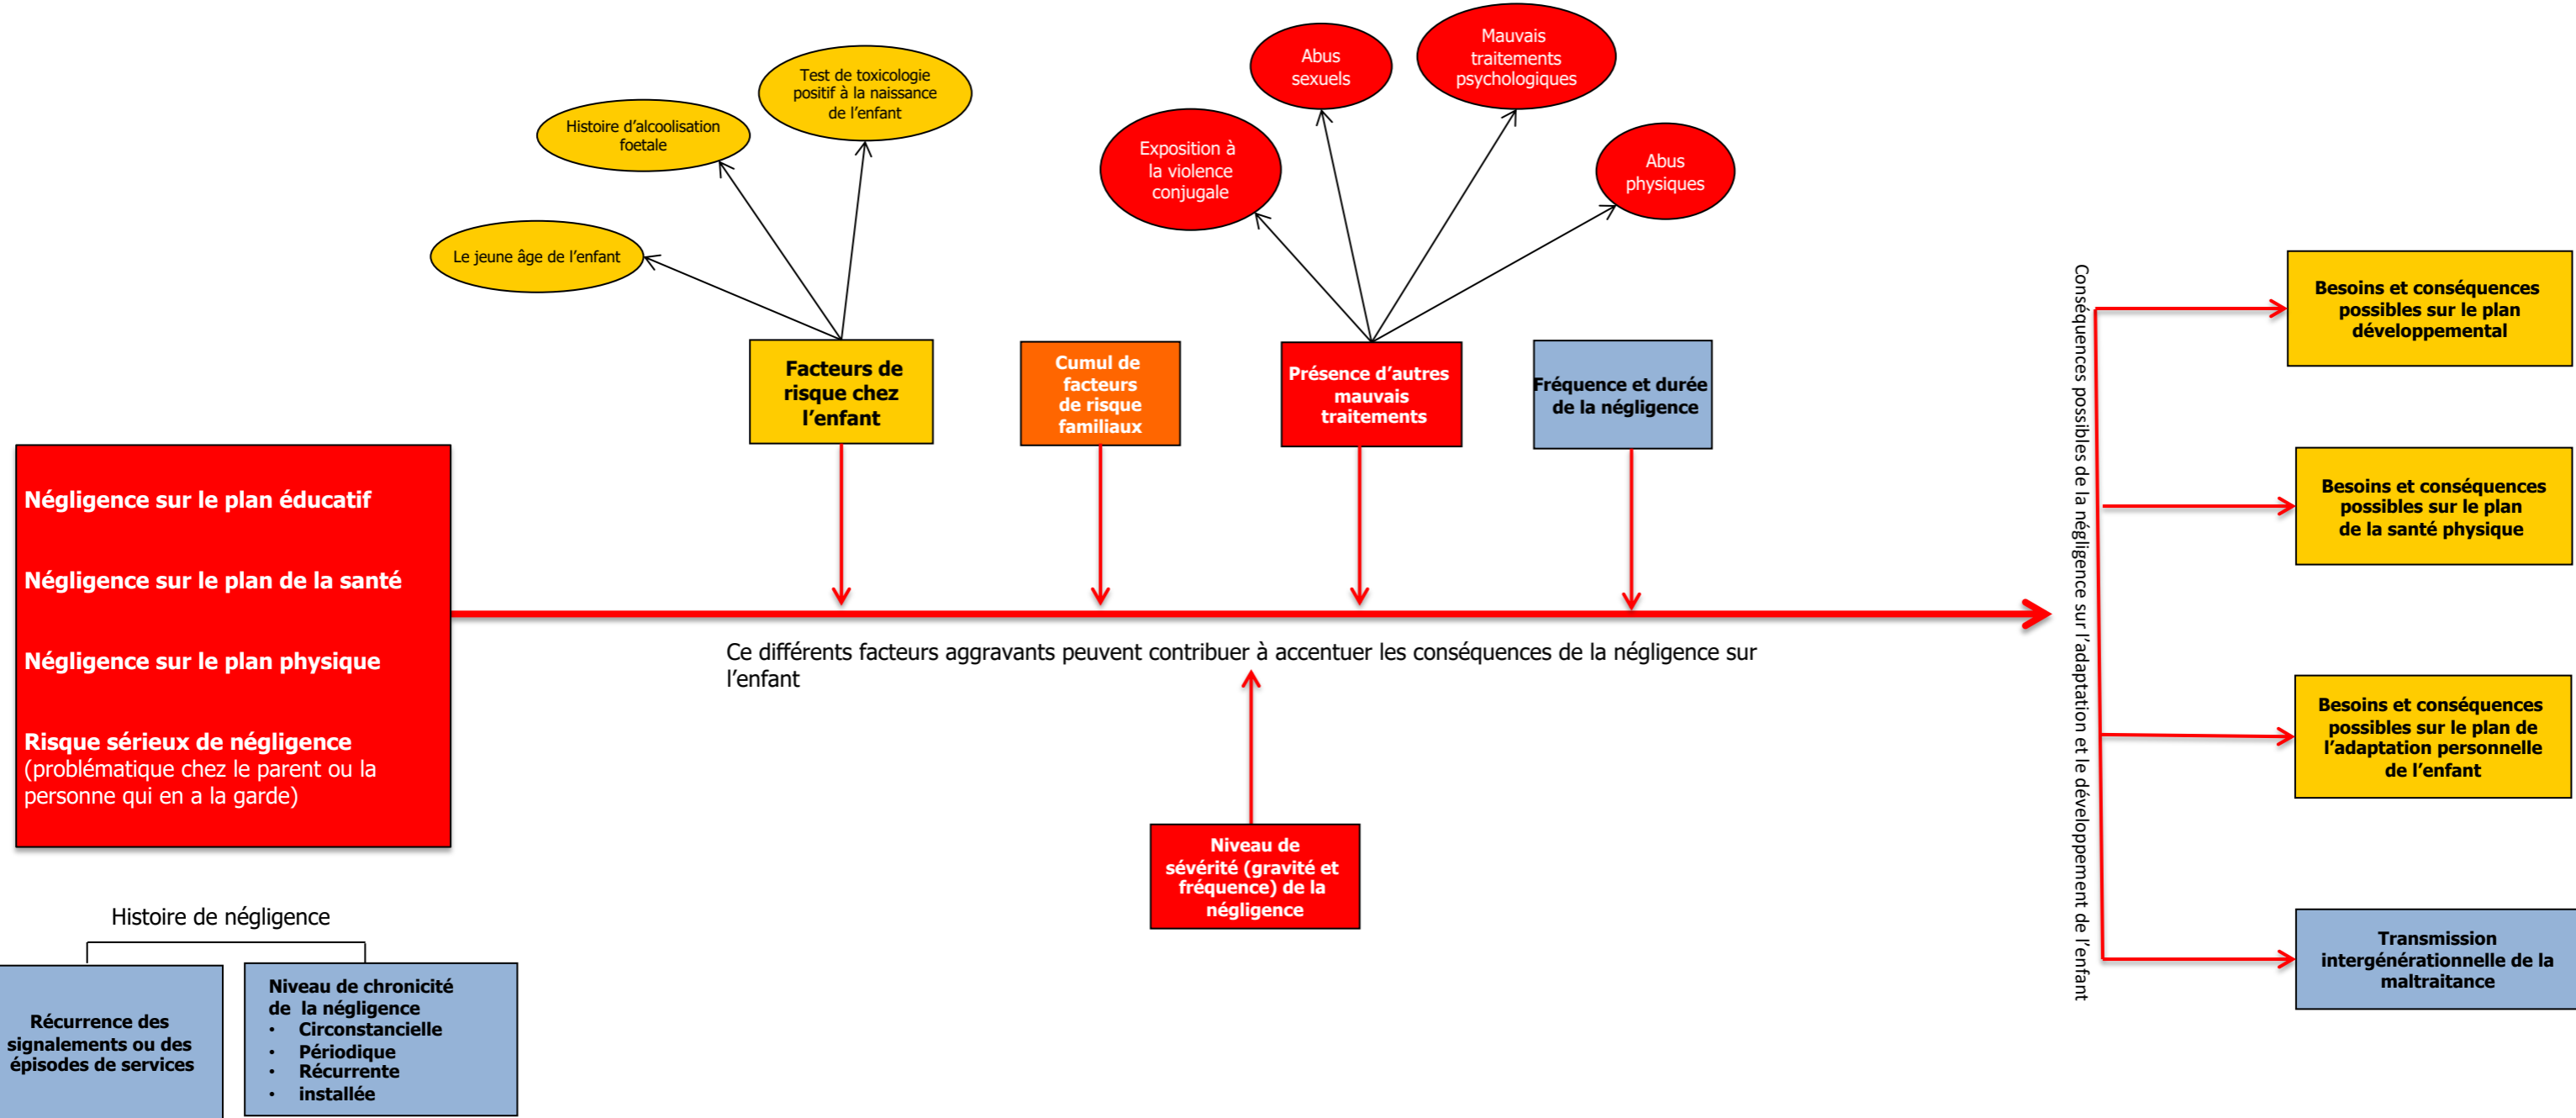 Test de toxicologie
positif à la naissance
de l’enfant
Histoire d’alcoolisation
foetale
Le jeune âge de l’enfant
Abus
sexuels
Mauvais
traitements
psychologiques
Exposition à
la violence
conjugale
Abus
physiques
Facteurs de
risque chez
l’enfant
Cumul de
facteurs
de risque
familiaux
Présence d’autres
mauvais
traitements
Fréquence et durée
de la négligence
Négligence sur le plan éducatif
Négligence sur le plan de la santé
Négligence sur le plan physique
Risque sérieux de négligence
(problématique chez le parent ou la
personne qui en a la garde)
Ce différents facteurs aggravants peuvent contribuer à accentuer les conséquences de la négligence sur
l’enfant
Niveau de
sévérité (gravité et
fréquence) de la
négligence
Histoire de négligence
Récurrence des
signalements ou des
épisodes de services
Niveau de chronicité
de la négligence
• Circonstancielle
• Périodique
• Récurrente
• installée
Conséquences possibles de la négligence sur l’adaptation et le développement de l’enfant
Besoins et conséquences
possibles sur le plan
développemental
Besoins et conséquences
possibles sur le plan
de la santé physique
Besoins et conséquences
possibles sur le plan de
l’adaptation personnelle
de l’enfant
Transmission
intergénérationnelle de la
maltraitance